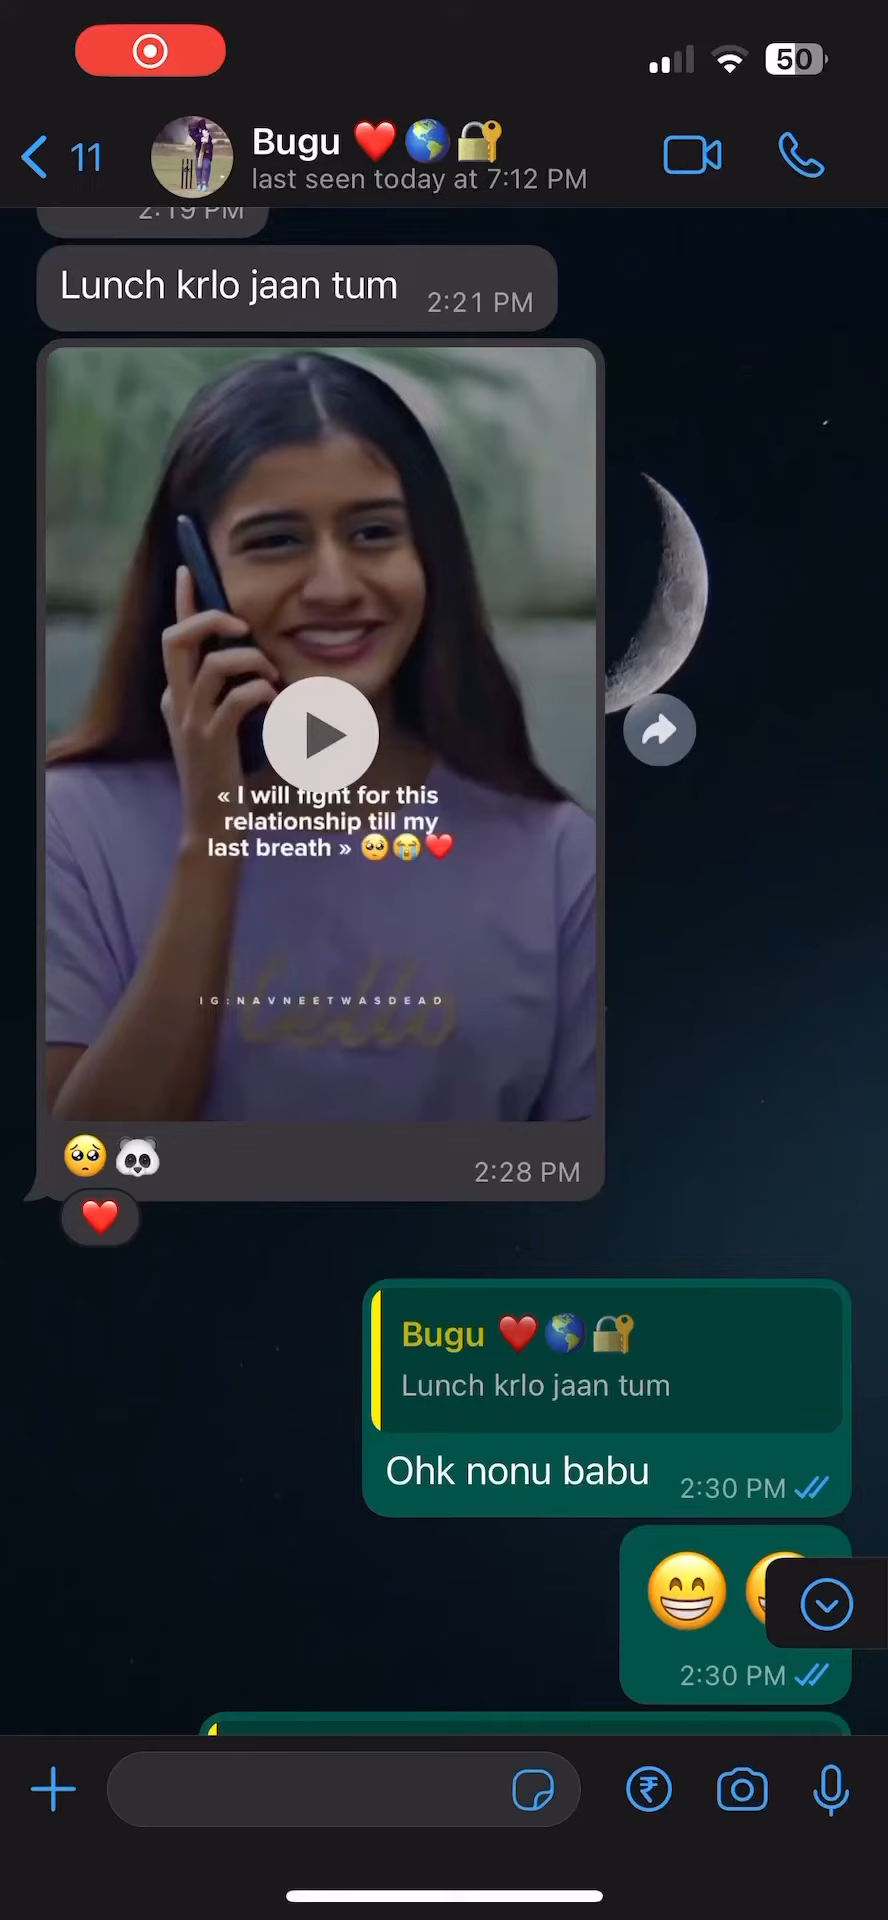 50
11
Bugu ❤️🌎🔐
last seen today at 7:12 PM
2:19 PM
Lunch krlo jaan tum
2:21 PM
« I will fight for this
relationship till my
last breath » 🥺😭❤️
hello
IG:NAVNEETWASDEAD
🥺🐼
2:28 PM
❤️
Bugu ❤️🌎🔐
Lunch krlo jaan tum
Ohk nonu babu
2:30 PM
😁😁
2:30 PM